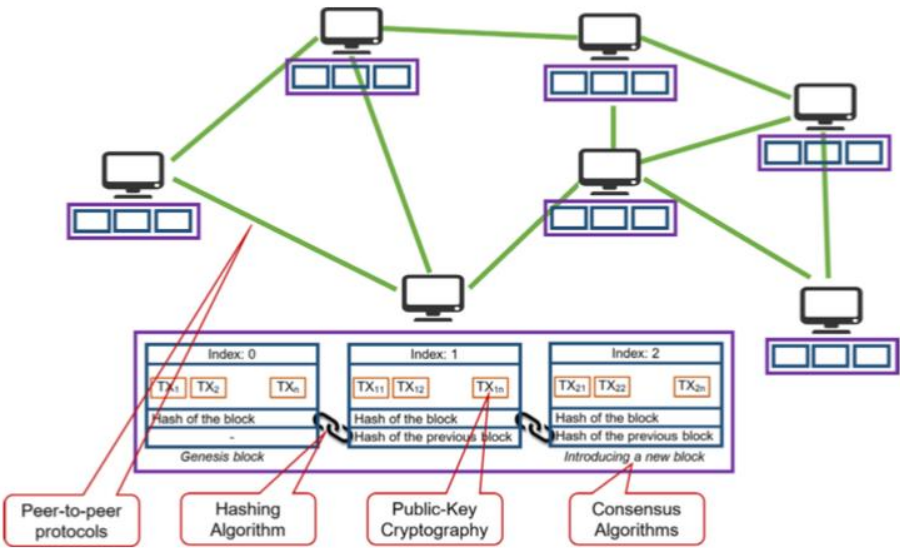 Index: 0
Index: 1
Index: 2
TX1 TX2 TXn
TX11 TX12 TX1n
TX21 TX22 TX2n
Hash of the block
Hash of the block
Hash of the block
-
Hash of the previous block
Hash of the previous block
Genesis block
Introducing a new block
Peer-to-peer
protocols
Hashing
Algorithm
Public-Key
Cryptography
Consensus
Algorithms